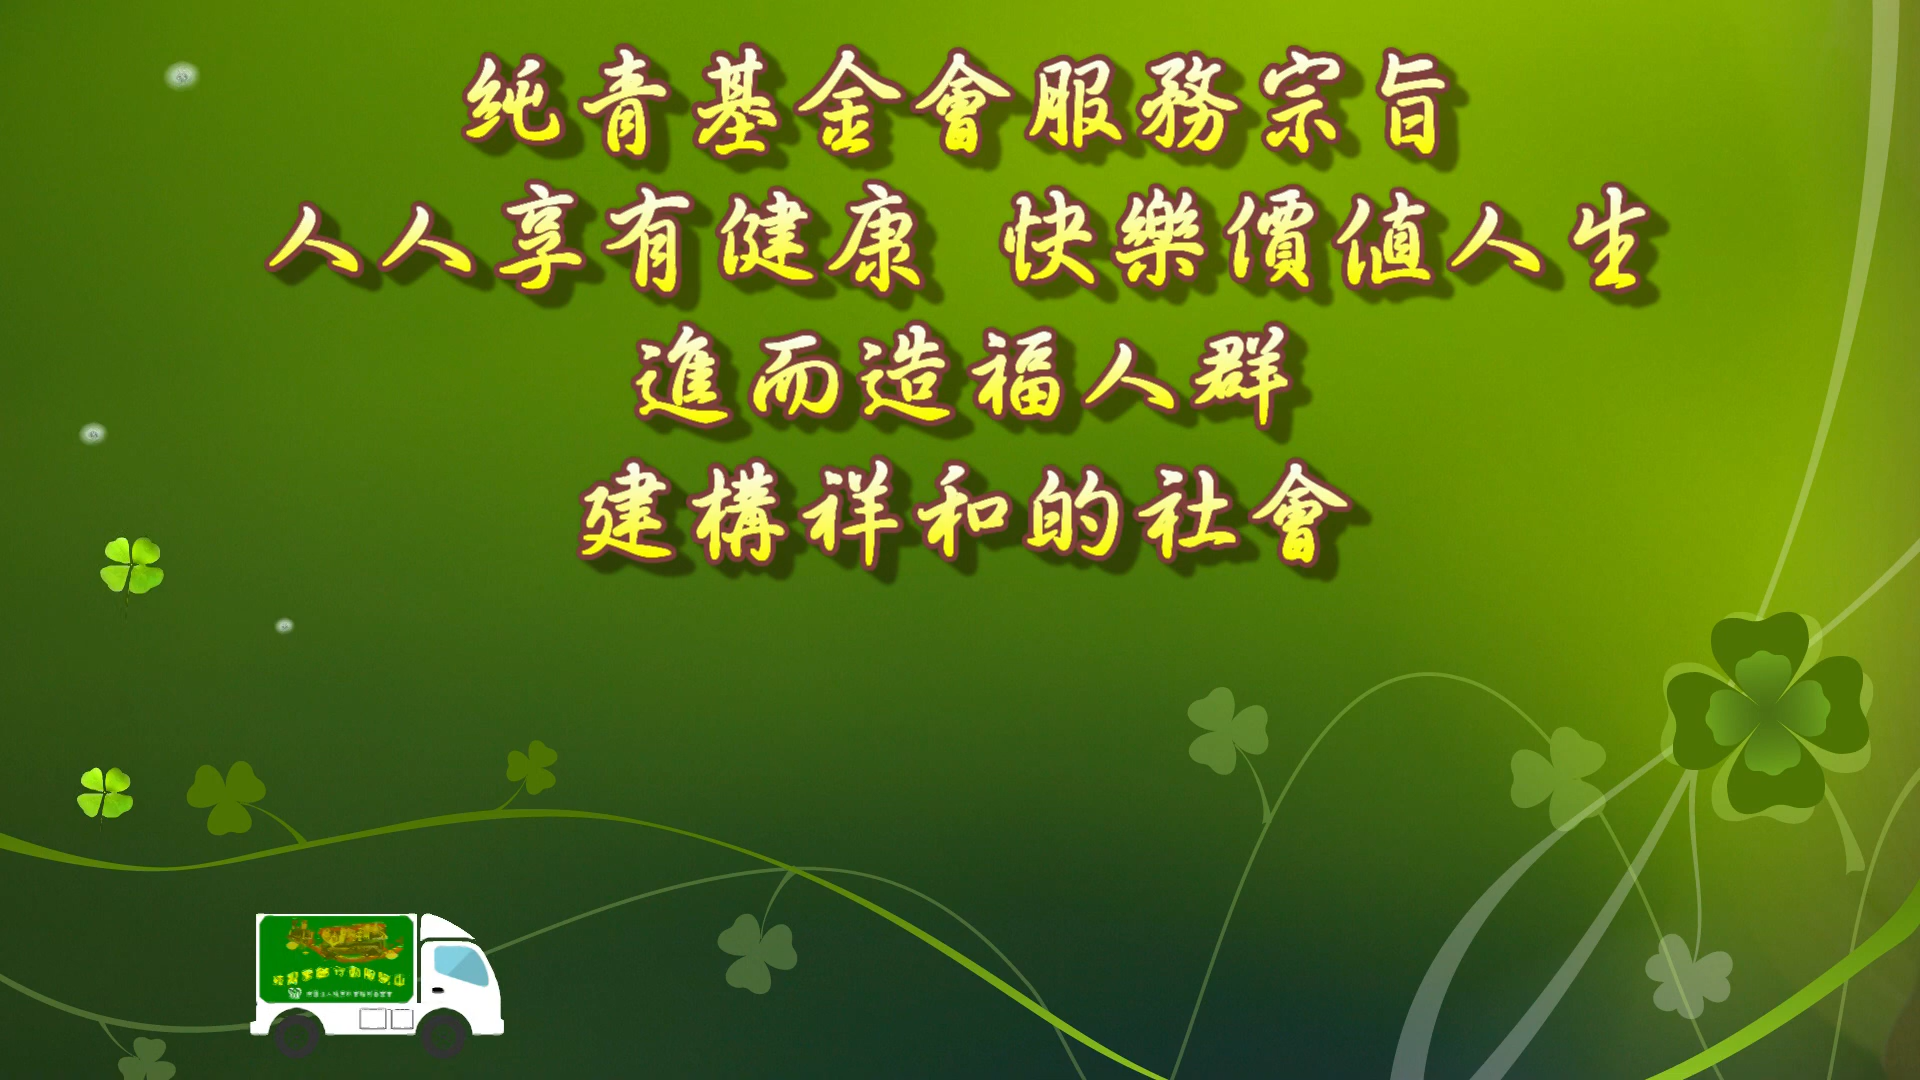 純青基金會服務宗旨
人人享有健康 快樂價值人生
進而造福人群
建構祥和的社會